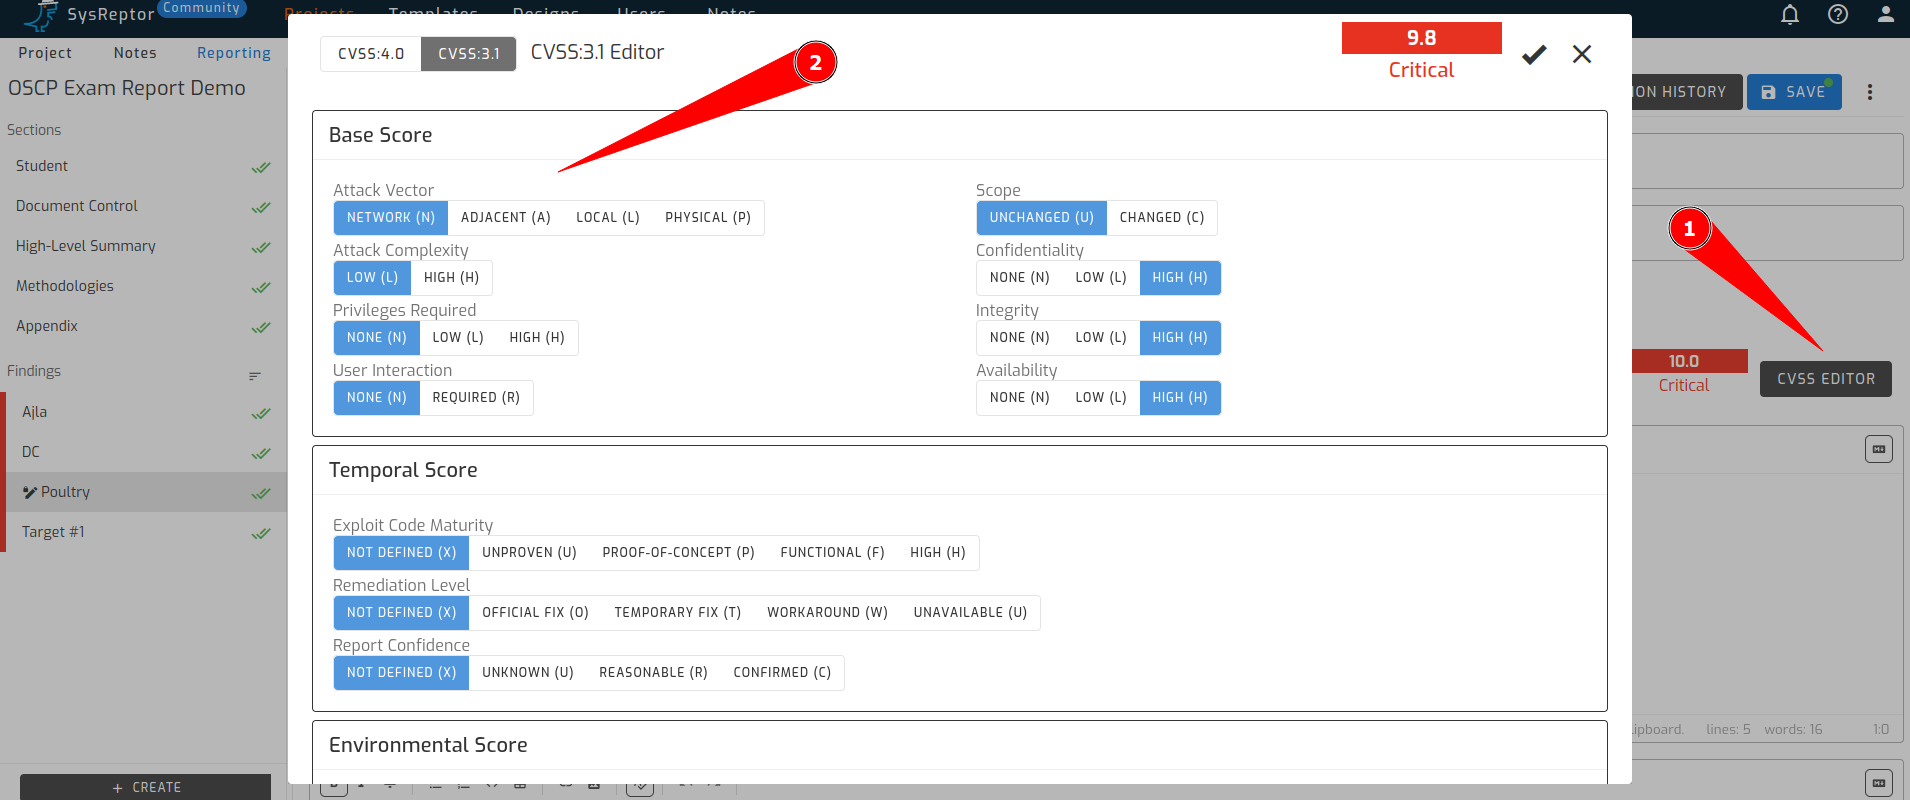 SysReptor Community
Projects Templates Designs Users Notes
Project Notes Reporting
OSCP Exam Report Demo
Sections
Student
Document Control
High-Level Summary
Methodologies
Appendix
Findings
Ajla
DC
Poultry
Target #1
+ CREATE
CVSS:4.0 CVSS:3.1 CVSS:3.1 Editor
2
9.8
Critical
Base Score
Attack Vector
NETWORK (N) ADJACENT (A) LOCAL (L) PHYSICAL (P)
Attack Complexity
LOW (L) HIGH (H)
Privileges Required
NONE (N) LOW (L) HIGH (H)
User Interaction
NONE (N) REQUIRED (R)
Scope
UNCHANGED (U) CHANGED (C)
Confidentiality
NONE (N) LOW (L) HIGH (H)
Integrity
NONE (N) LOW (L) HIGH (H)
Availability
NONE (N) LOW (L) HIGH (H)
Temporal Score
Exploit Code Maturity
NOT DEFINED (X) UNPROVEN (U) PROOF-OF-CONCEPT (P) FUNCTIONAL (F) HIGH (H)
Remediation Level
NOT DEFINED (X) OFFICIAL FIX (O) TEMPORARY FIX (T) WORKAROUND (W) UNAVAILABLE (U)
Report Confidence
NOT DEFINED (X) UNKNOWN (U) REASONABLE (R) CONFIRMED (C)
Environmental Score
ION HISTORY SAVE
1
10.0
Critical
CVSS EDITOR
lipboard. lines: 5 words: 16 1:0